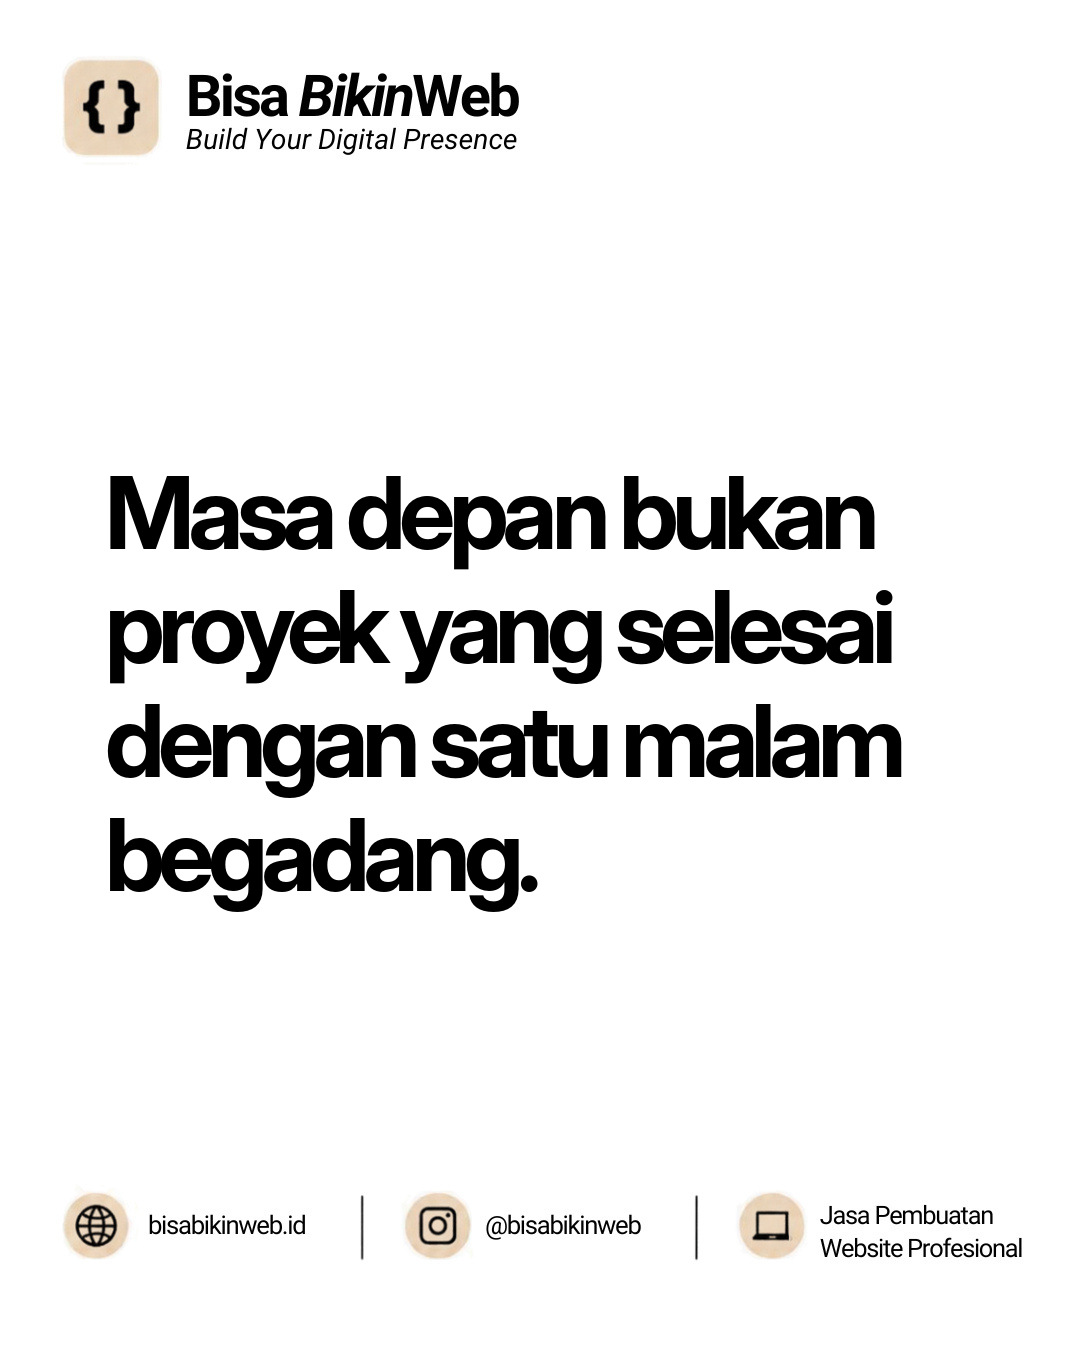 { }
Bisa BikinWeb
Build Your Digital Presence
Masa depan bukan
proyek yang selesai
dengan satu malam
begadang.
bisabikinweb.id
@bisabikinweb
Jasa Pembuatan
Website Profesional